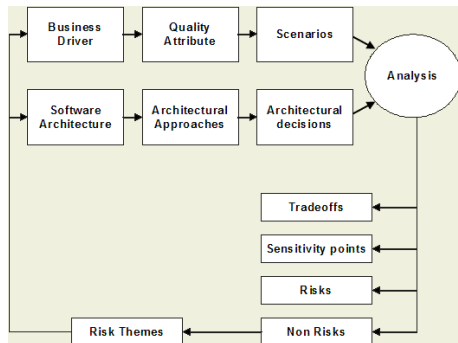 Business
Driver
Quality
Attribute
Scenarios
Analysis
Software
Architecture
Architectural
Approaches
Architectural
decisions
Tradeoffs
Sensitivity points
Risks
Risk Themes
Non Risks